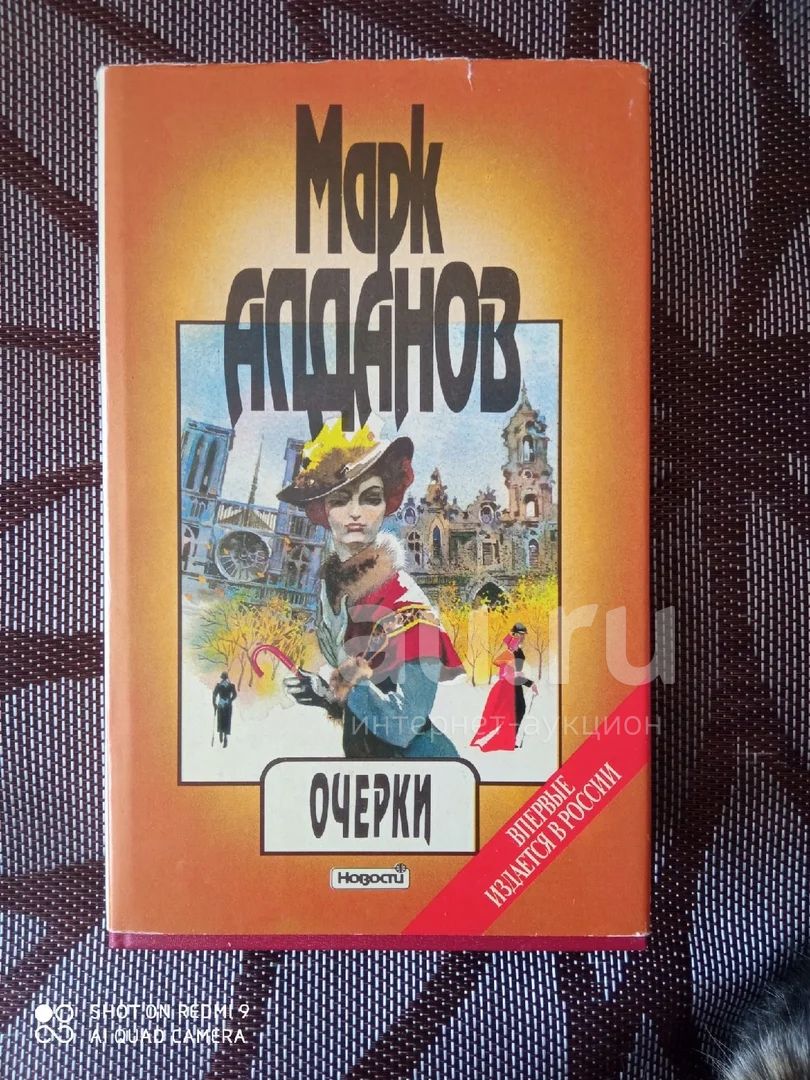 Марк
Алданов
ОЧЕРКИ
Новости
ВПЕРВЫЕ
ИЗДАЕТСЯ В РОССИИ
au.ru
интернет-аукцион
SHOT ON REDMI 9
AI QUAD CAMERA